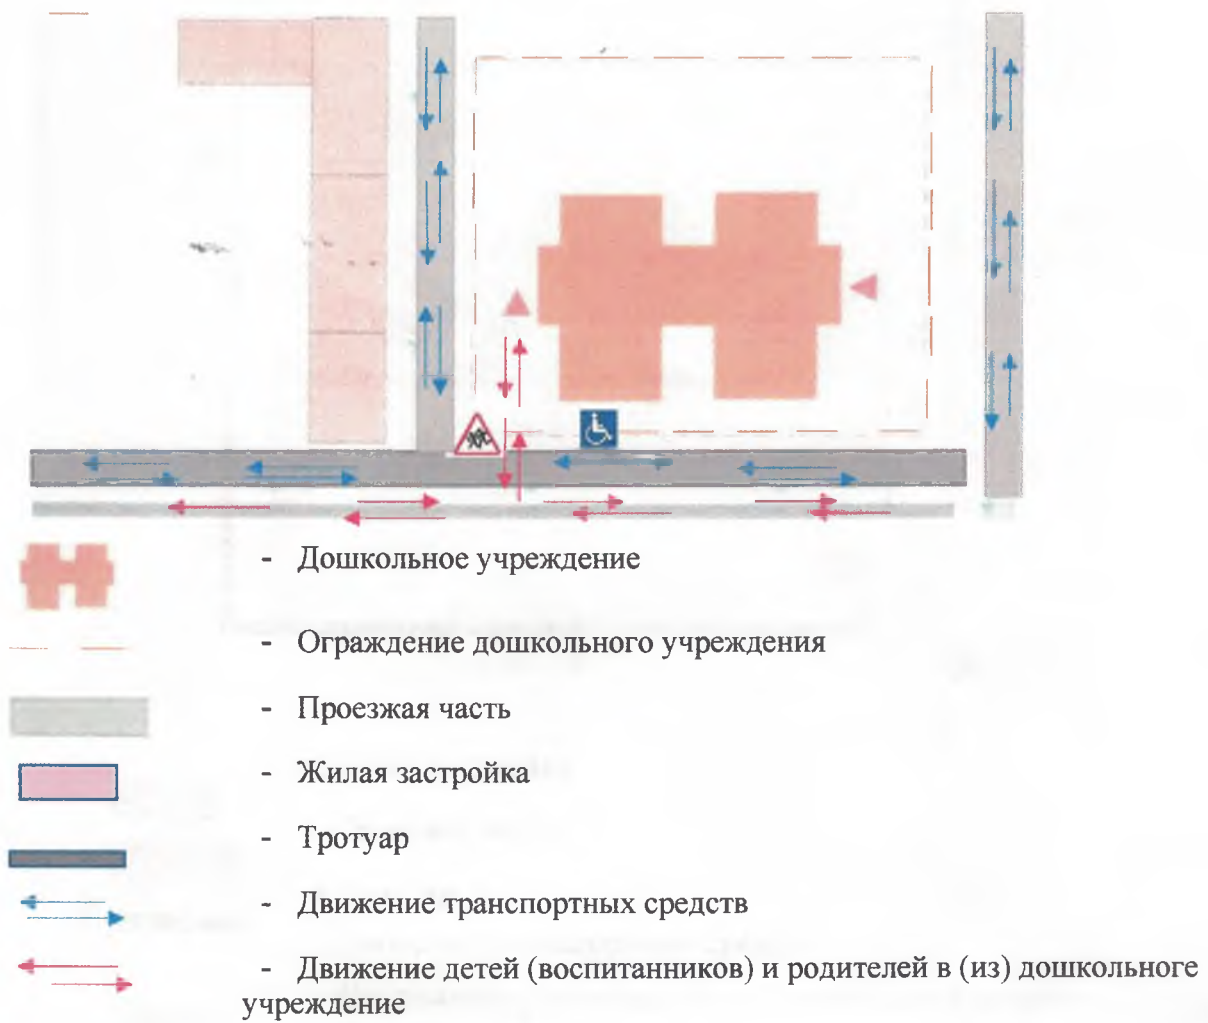 - Дошкольное учреждение
- Ограждение дошкольного учреждения
- Проезжая часть
- Жилая застройка
- Тротуар
- Движение транспортных средств
- Движение детей (воспитанников) и родителей в (из) дошкольноге
учреждение